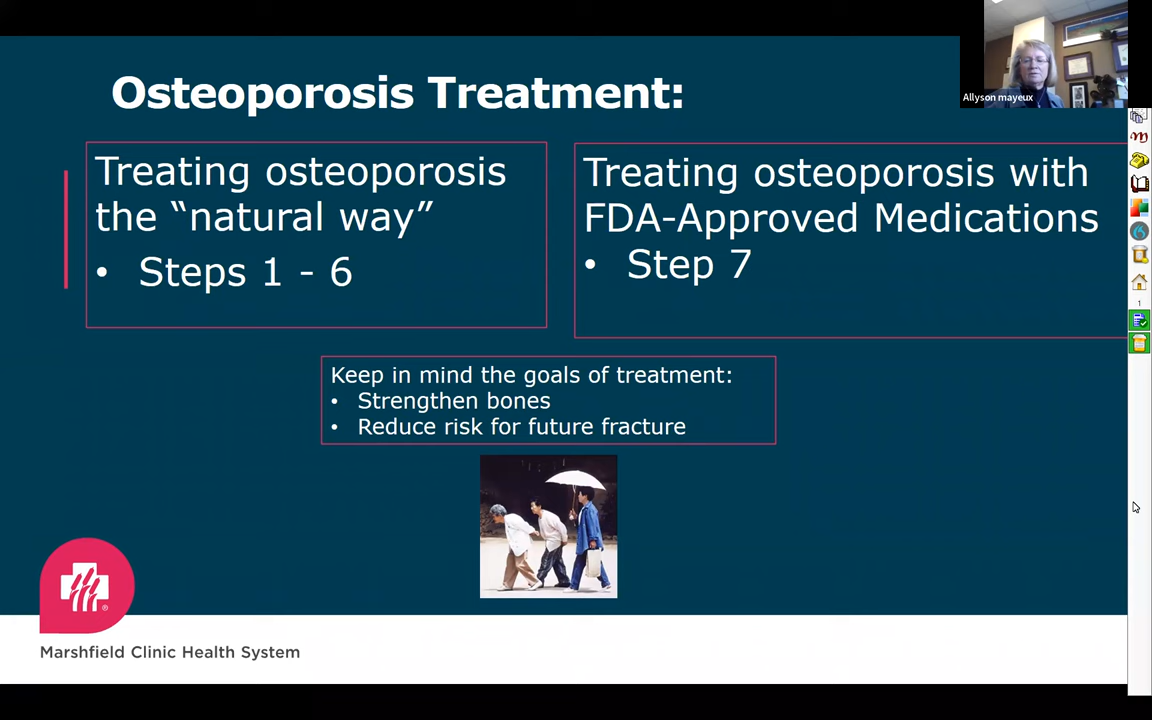 Osteoporosis Treatment:
Allyson mayeux
Treating osteoporosis
the “natural way”
• Steps 1 - 6
Treating osteoporosis with
FDA-Approved Medications
• Step 7
Keep in mind the goals of treatment:
• Strengthen bones
• Reduce risk for future fracture
®
Marshfield Clinic Health System
m
1